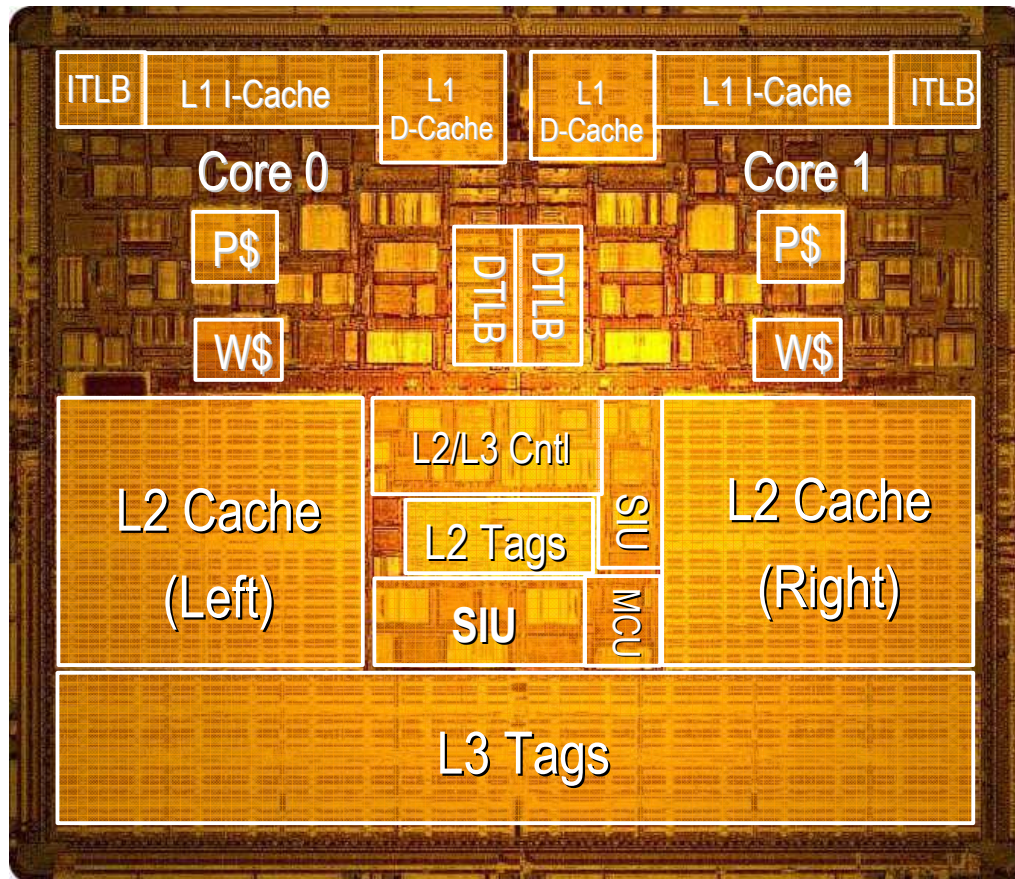 ITLB
L1 I-Cache
L1
D-Cache
L1
D-Cache
L1 I-Cache
ITLB
Core 0
Core 1
P$
DTLB
DTLB
P$
W$
W$
L2 Cache
(Left)
L2/L3 Cntl
SIU
L2 Tags
SIU
MCU
L2 Cache
(Right)
L3 Tags